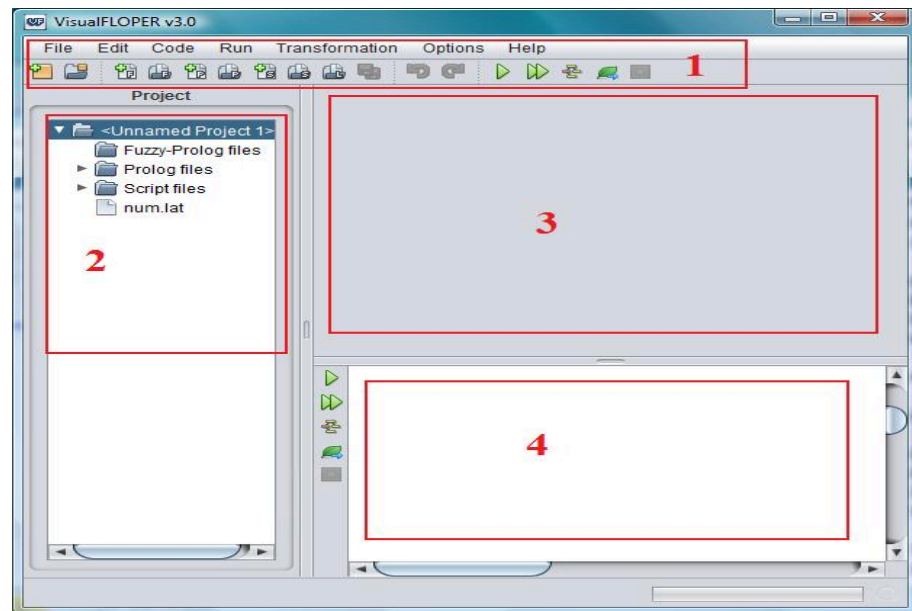 VisualFLOPER v3.0
File Edit Code Run Transformation Options Help
1
Project
<Unnamed Project 1>
Fuzzy-Prolog files
Prolog files
Script files
num.lat
2
3
4